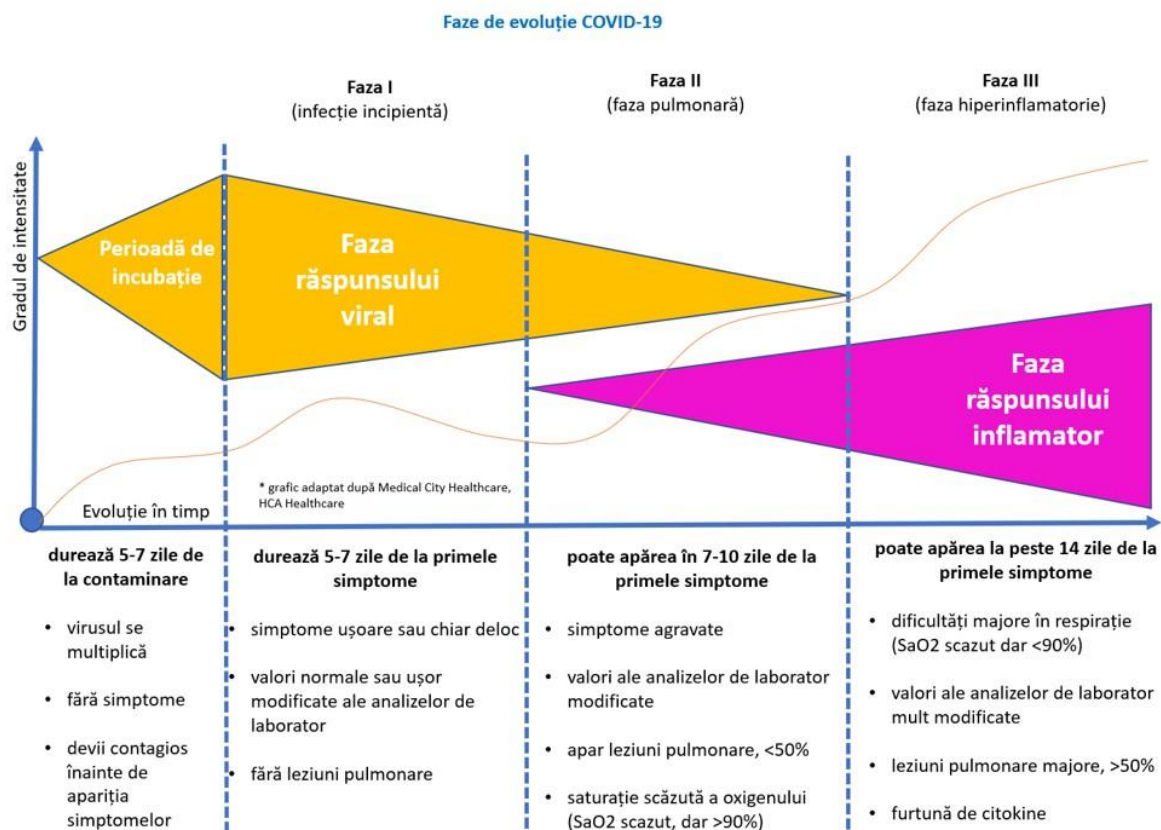 Faze de evoluție COVID-19
Faza I
(infecție incipientă)
Faza II
(faza pulmonară)
Faza III
(faza hiperinflamatorie)
Gradul de intensitate
Perioadă de
incubație
Faza
răspunsului
viral
Faza
răspunsului
inflamator
* grafic adaptat după Medical City Healthcare,
HCA Healthcare
Evoluție în timp
durează 5-7 zile de
la contaminare
• virusul se
multiplică
• fără simptome
• devii contagios
înainte de
apariția
simptomelor
durează 5-7 zile de la primele
simptome
• simptome ușoare sau chiar deloc
• valori normale sau ușor
modificate ale analizelor de
laborator
• fără leziuni pulmonare
poate apărea în 7-10 zile de la
primele simptome
• simptome agravate
• valori ale analizelor de laborator
modificate
• apar leziuni pulmonare, <50%
• saturație scăzută a oxigenului
(SaO2 scazut, dar >90%)
poate apărea la peste 14 zile de la
primele simptome
• dificultăți majore în respirație
(SaO2 scazut dar <90%)
• valori ale analizelor de laborator
mult modificate
• leziuni pulmonare majore, >50%
• furtună de citokine